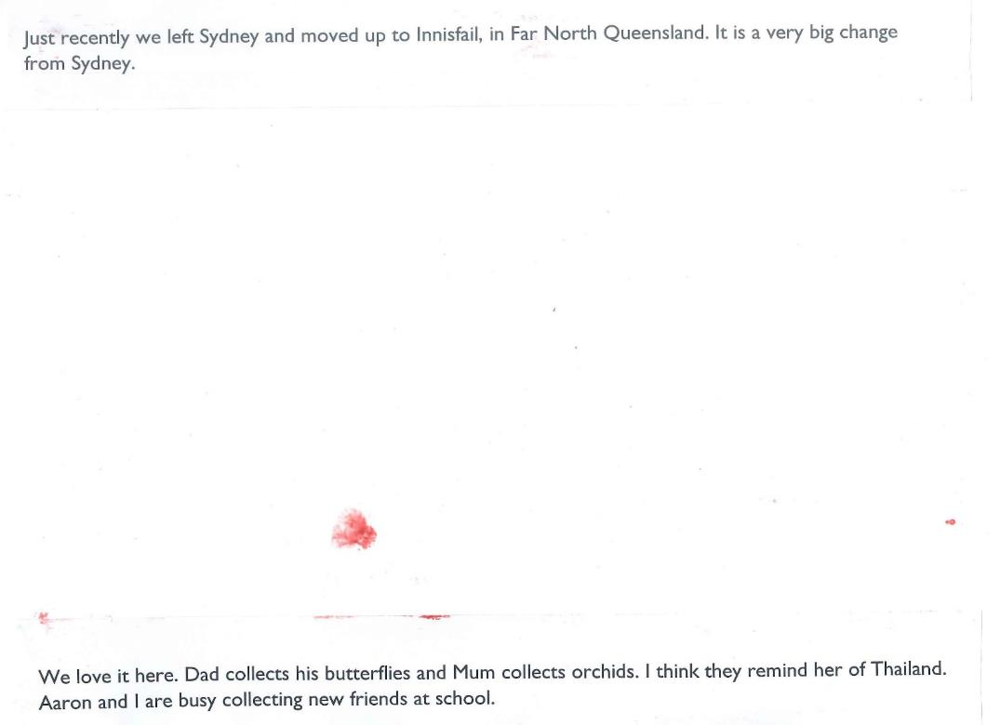 Just recently we left Sydney and moved up to Innisfail, in Far North Queensland. It is a very big change
from Sydney.
We love it here. Dad collects his butterflies and Mum collects orchids. I think they remind her of Thailand.
Aaron and I are busy collecting new friends at school.